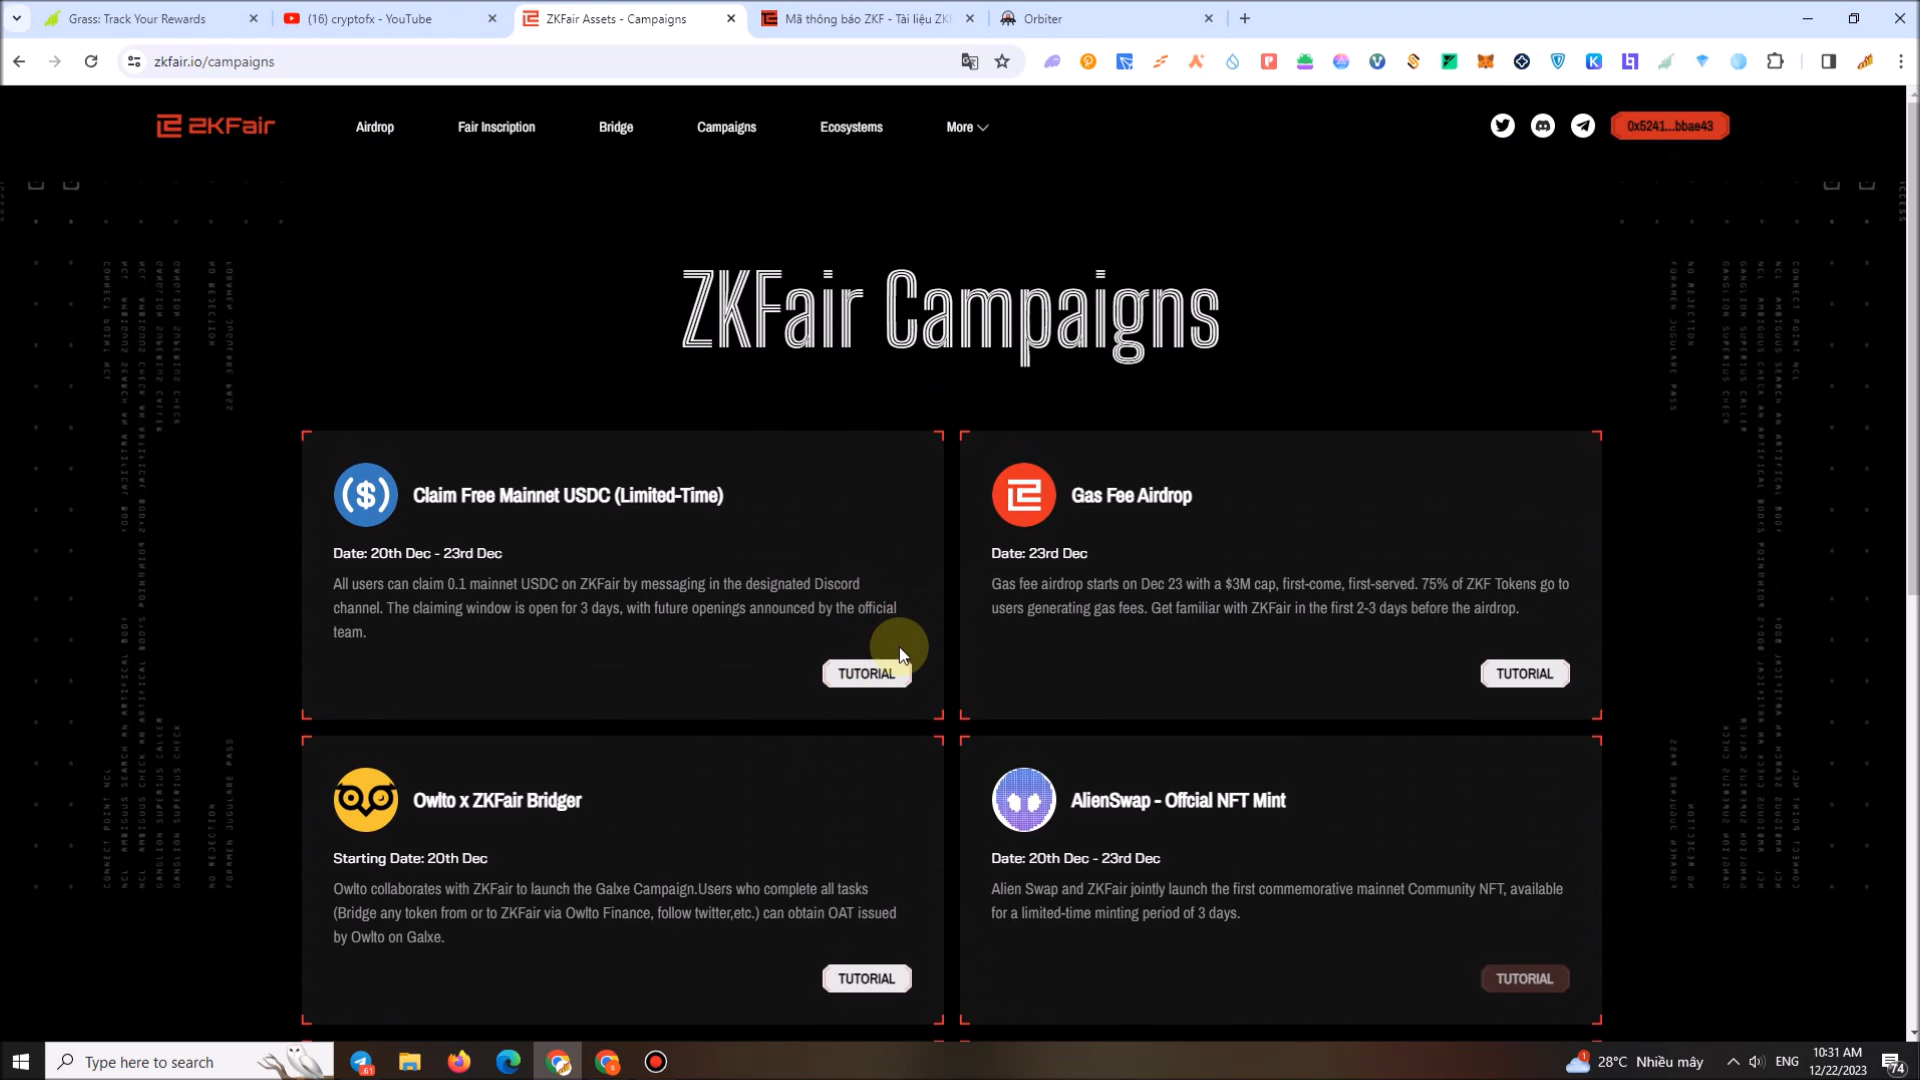 Grass: Track Your Rewards
(16) cryptofx - YouTube
ZKFair Assets - Campaigns
Mã thông báo ZKF - Tài liệu ZKF
Orbiter
zkfair.io/campaigns
ZKFair
Airdrop
Fair Inscription
Bridge
Campaigns
Ecosystems
More
0x5241...bbae43
ZKFair Campaigns
Claim Free Mainnet USDC (Limited-Time)
Date: 20th Dec - 23rd Dec
All users can claim 0.1 mainnet USDC on ZKFair by messaging in the designated Discord
channel. The claiming window is open for 3 days, with future openings announced by the official
team.
TUTORIAL
Gas Fee Airdrop
Date: 23rd Dec
Gas fee airdrop starts on Dec 23 with a $3M cap, first-come, first-served. 75% of ZKF Tokens go to
users generating gas fees. Get familiar with ZKFair in the first 2-3 days before the airdrop.
TUTORIAL
Owlto x ZKFair Bridger
Starting Date: 20th Dec
Owlto collaborates with ZKFair to launch the Galxe Campaign.Users who complete all tasks
(Bridge any token from or to ZKFair via Owlto Finance, follow twitter,etc.) can obtain OAT issued
by Owlto on Galxe.
TUTORIAL
AlienSwap - Offcial NFT Mint
Date: 20th Dec - 23rd Dec
Alien Swap and ZKFair jointly launch the first commemorative mainnet Community NFT, available
for a limited-time minting period of 3 days.
TUTORIAL
Type here to search
28°C Nhiều mây
ENG
10:31 AM
12/22/2023
74